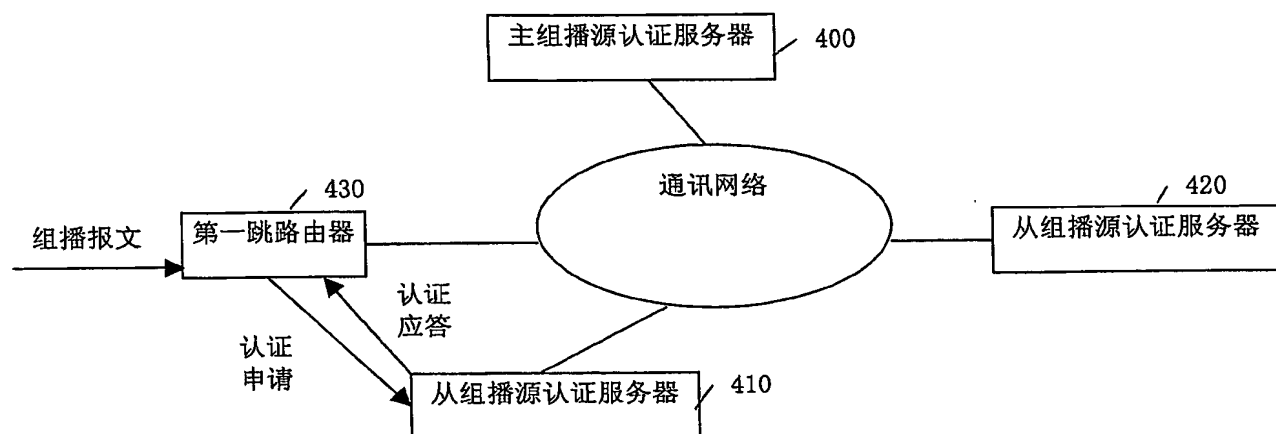 主组播源认证服务器
400
通讯网络
430
420
组播报文
第一跳路由器
从组播源认证服务器
认证
应答
认证
申请
从组播源认证服务器
410